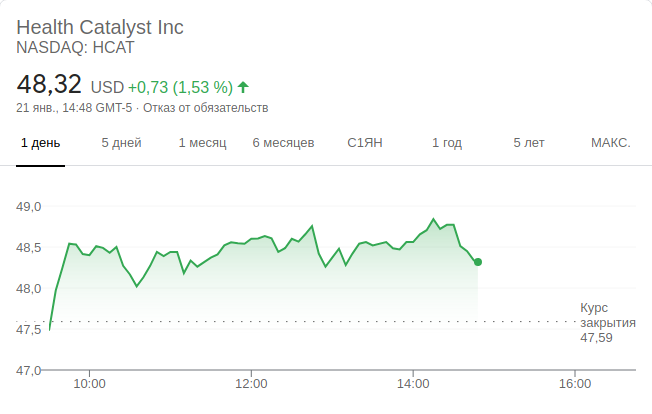 Health Catalyst Inc
NASDAQ: HCAT
48,32 USD +0,73 (1,53 %)
21 янв., 14:48 GMT-5 · Отказ от обязательств
1 день 5 дней 1 месяц 6 месяцев С1ЯН 1 год 5 лет МАКС.
49,0
48,5
48,0
Курс
закрытия
47,59
47,5
47,0
10:00 12:00 14:00 16:00